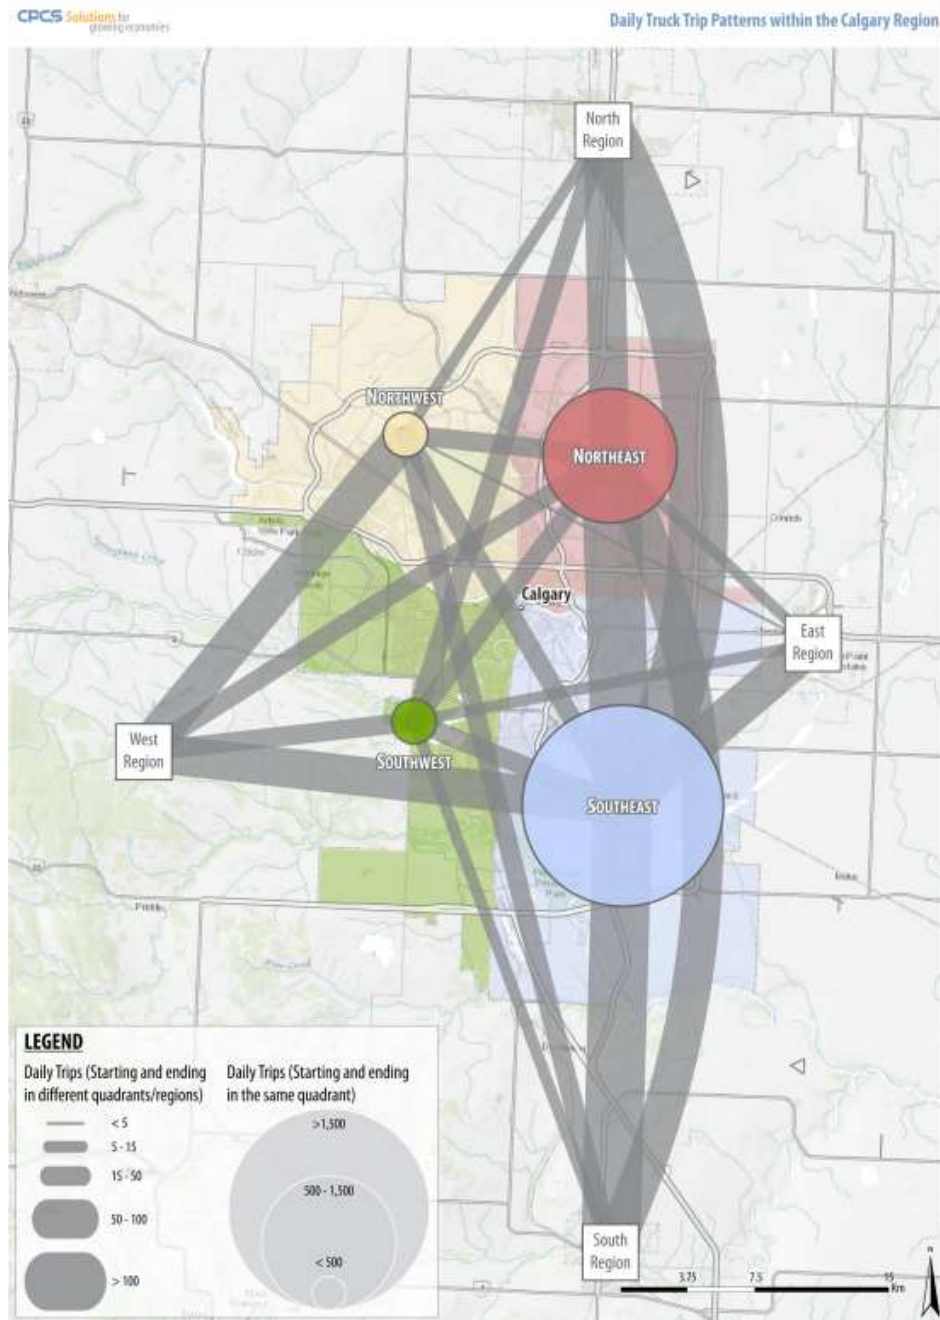 CPCS Solutions for
growing economies
Daily Truck Trip Patterns within the Calgary Region
North
Region
NORTHWEST
NORTHEAST
Calgary
East
Region
West
Region
SOUTHWEST
SOUTHEAST
Priddis
LEGEND
Daily Trips (Starting and ending
in different quadrants/regions)
< 5
5 - 15
15 - 50
50 - 100
> 100
Daily Trips (Starting and ending
in the same quadrant)
>1,500
500 - 1,500
< 500
South
Region
3.75
7.5
15
Km